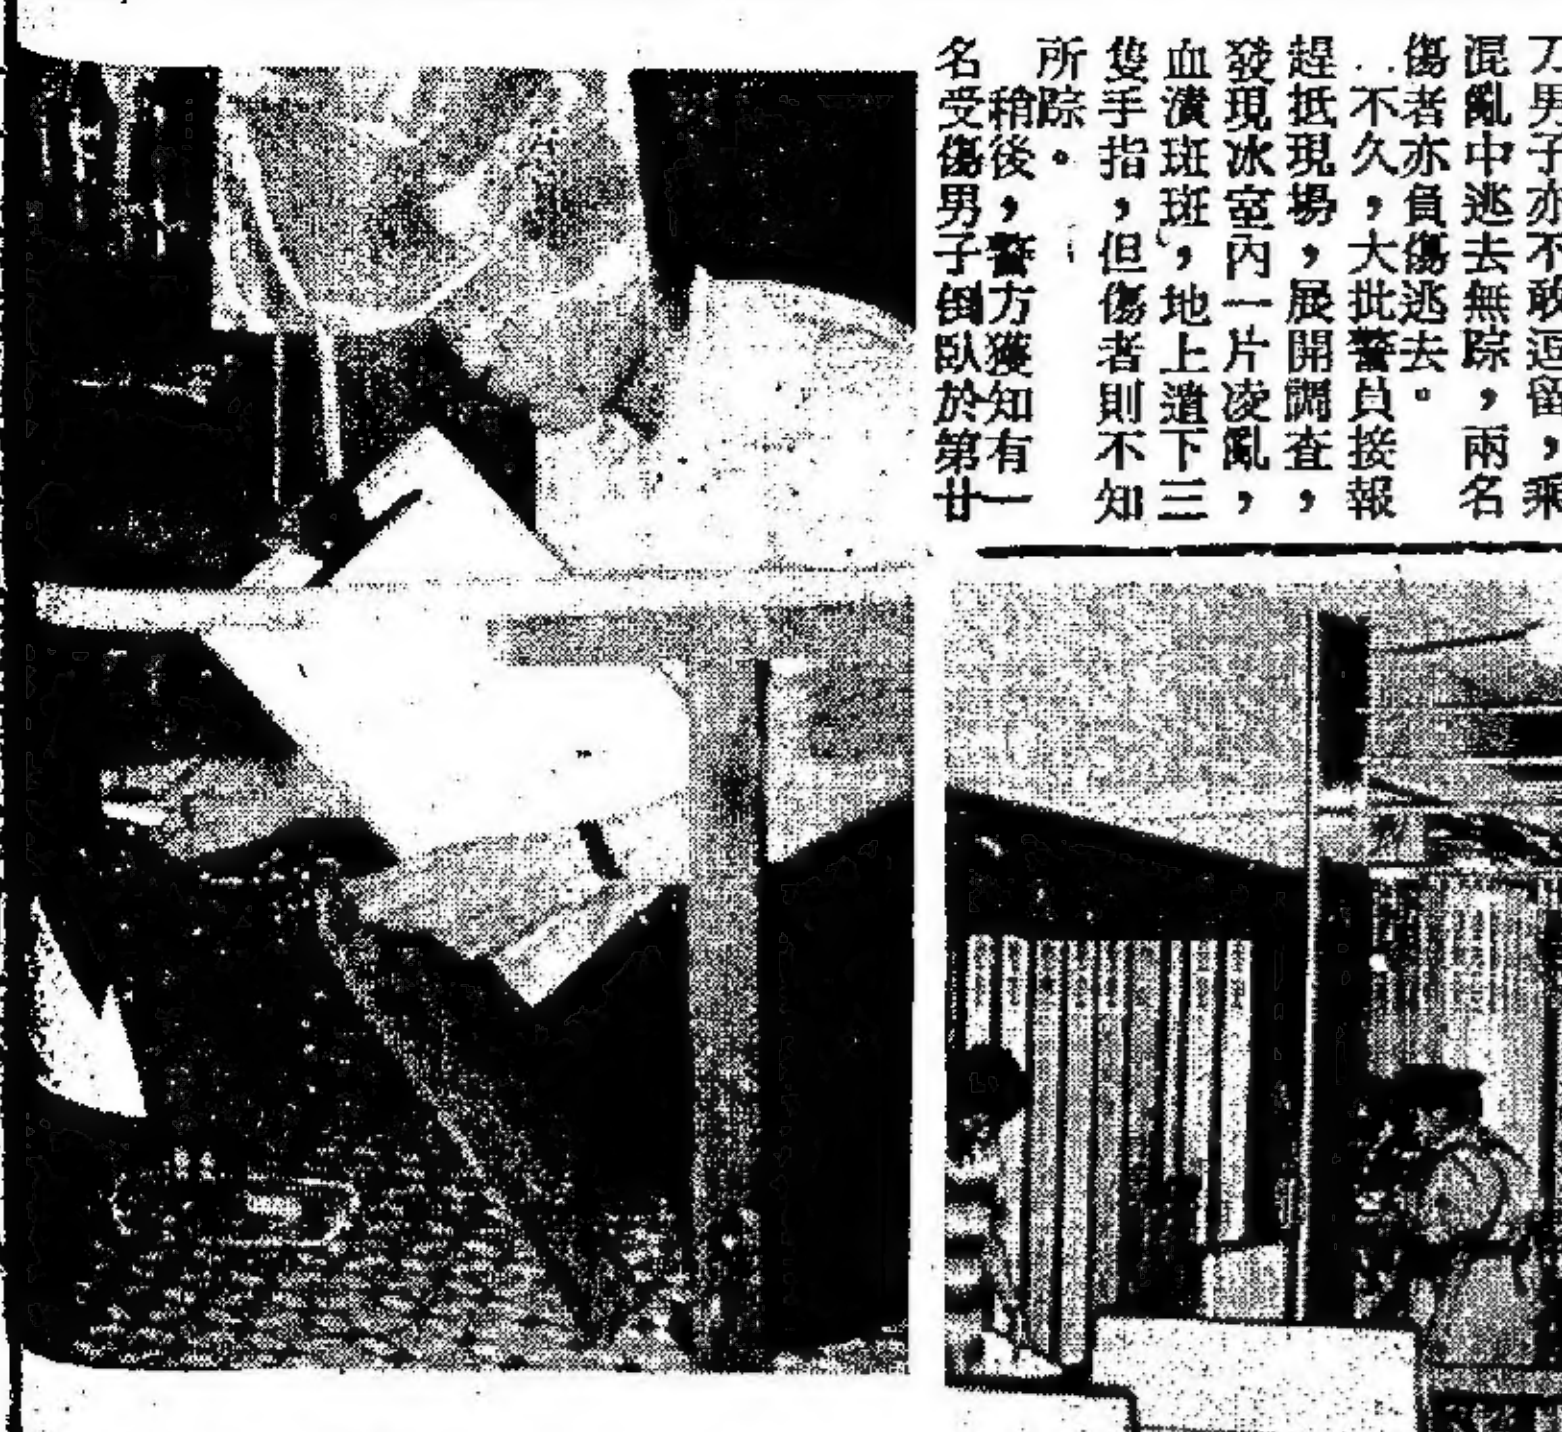 刀男子亦不敢逗留，乘
混亂中逃去無踪，兩名
傷者亦負傷逃去。
不久，大批警員接報
趕抵現場，展開調查，
發現冰室內一片凌亂，
血漬斑斑，地上遺下三
隻手指，但傷者則不知
所踪。
稍後，警方獲知有一
名受傷男子倒臥於第廿